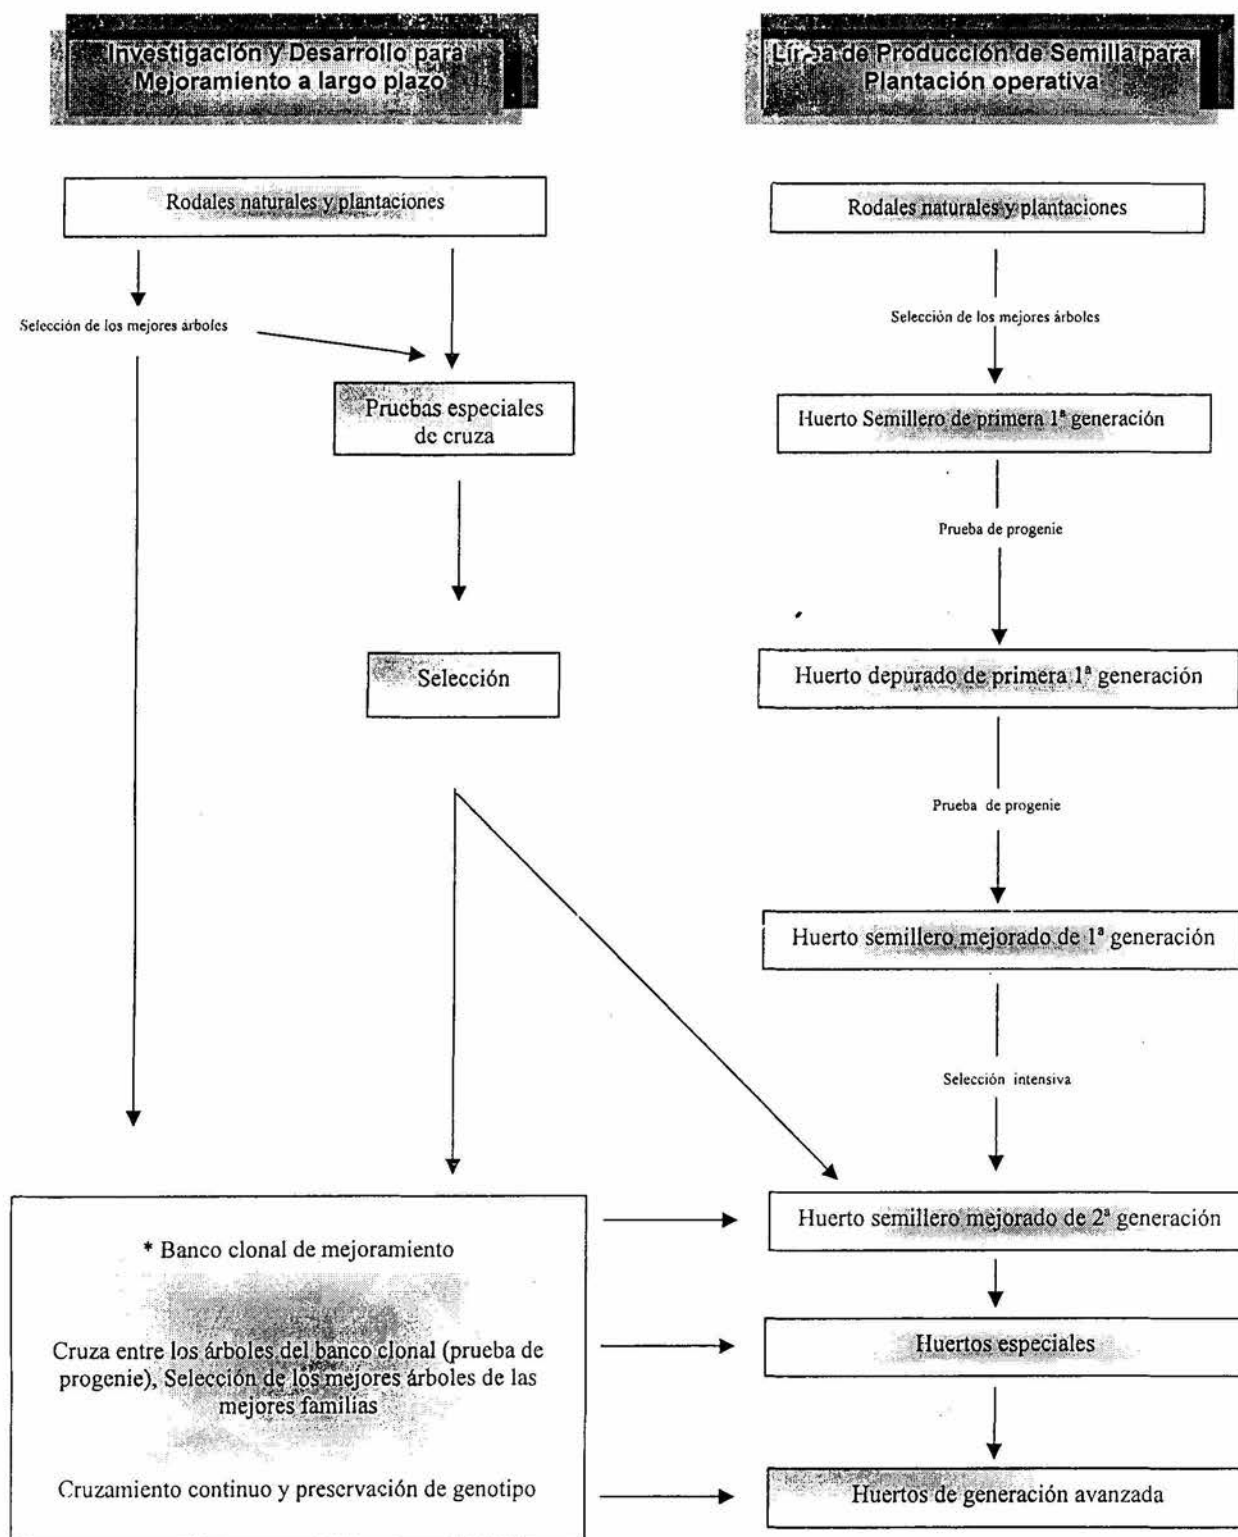 Investigación y Desarrollo para
Mejoramiento a largo plazo
Línea de Producción de Semilla para
Plantación operativa
Rodales naturales y plantaciones
Rodales naturales y plantaciones
Selección de los mejores árboles
Selección de los mejores árboles
Pruebas especiales
de cruza
Huerto Semillero de primera 1ª generación
Prueba de progenie
Selección
Huerto depurado de primera 1ª generación
Prueba de progenie
Huerto semillero mejorado de 1ª generación
Selección intensiva
* Banco clonal de mejoramiento
Huerto semillero mejorado de 2ª generación
Cruza entre los árboles del banco clonal (prueba de
progenie), Selección de los mejores árboles de las
mejores familias
Huertos especiales
Cruzamiento continuo y preservación de genotipo
Huertos de generación avanzada